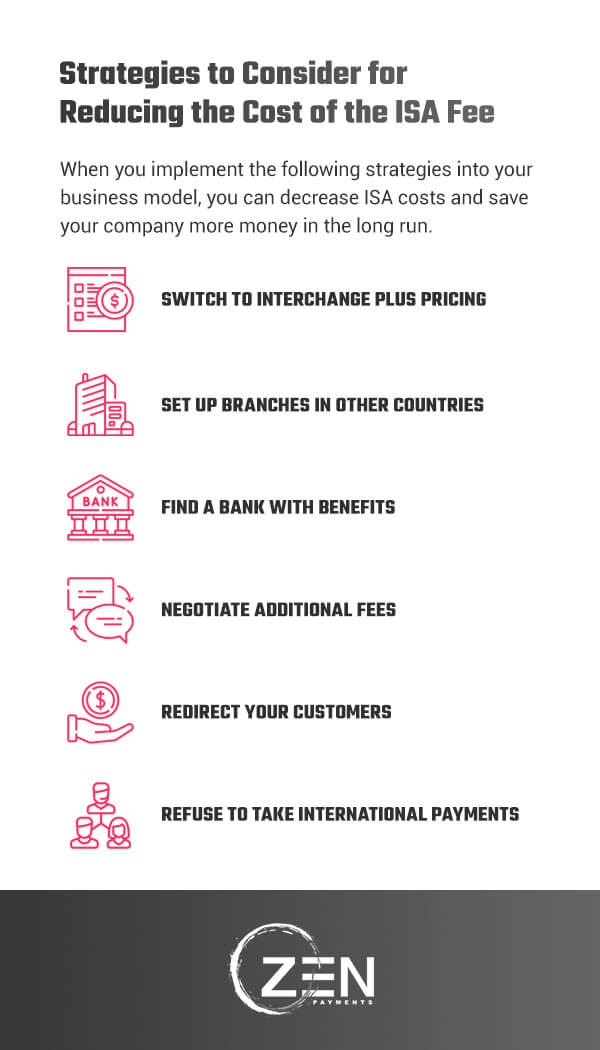 Strategies to Consider for
Reducing the Cost of the ISA Fee
When you implement the following strategies into your
business model, you can decrease ISA costs and save
your company more money in the long run.
SWITCH TO INTERCHANGE PLUS PRICING
SET UP BRANCHES IN OTHER COUNTRIES
BANK
FIND A BANK WITH BENEFITS
NEGOTIATE ADDITIONAL FEES
REDIRECT YOUR CUSTOMERS
REFUSE TO TAKE INTERNATIONAL PAYMENTS
ZEN
PAYMENTS